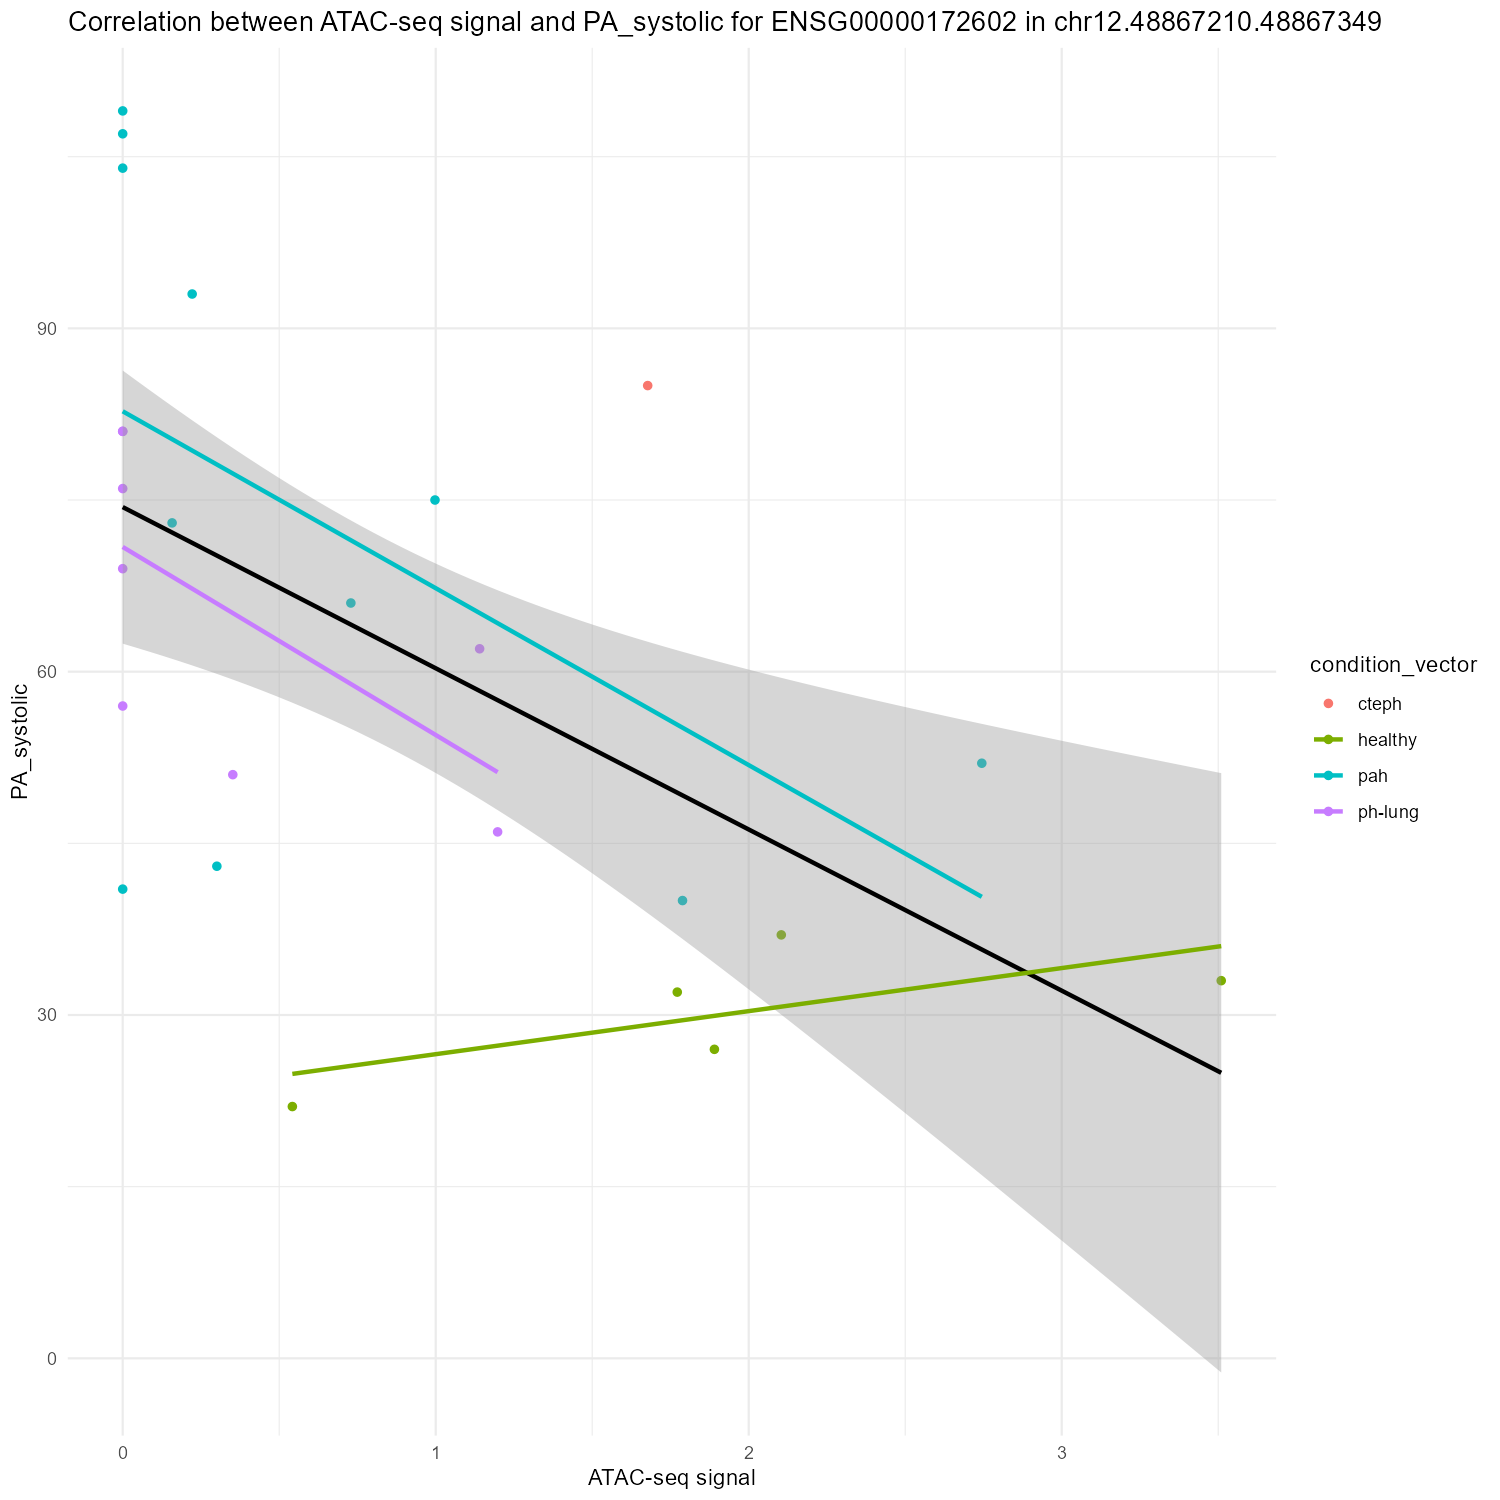 Correlation between ATAC-seq signal and PA_systolic for ENSG00000172602 in chr12.48867210.48867349
90
60
30
0
PA_systolic
0 1 2 3
ATAC-seq signal
condition_vector
cteph
healthy
pah
ph-lung